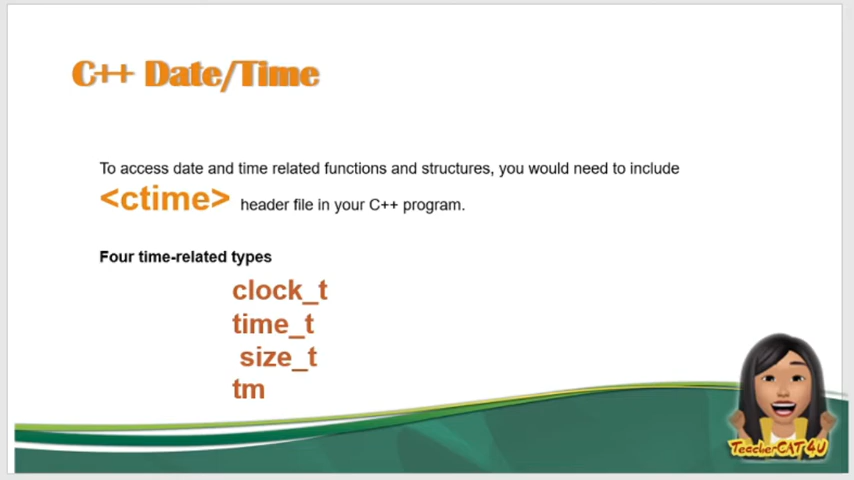 C++ Date/Time
To access date and time related functions and structures, you would need to include
<ctime> header file in your C++ program.
Four time-related types
clock_t
time_t
size_t
tm
TeacherCAT 4U